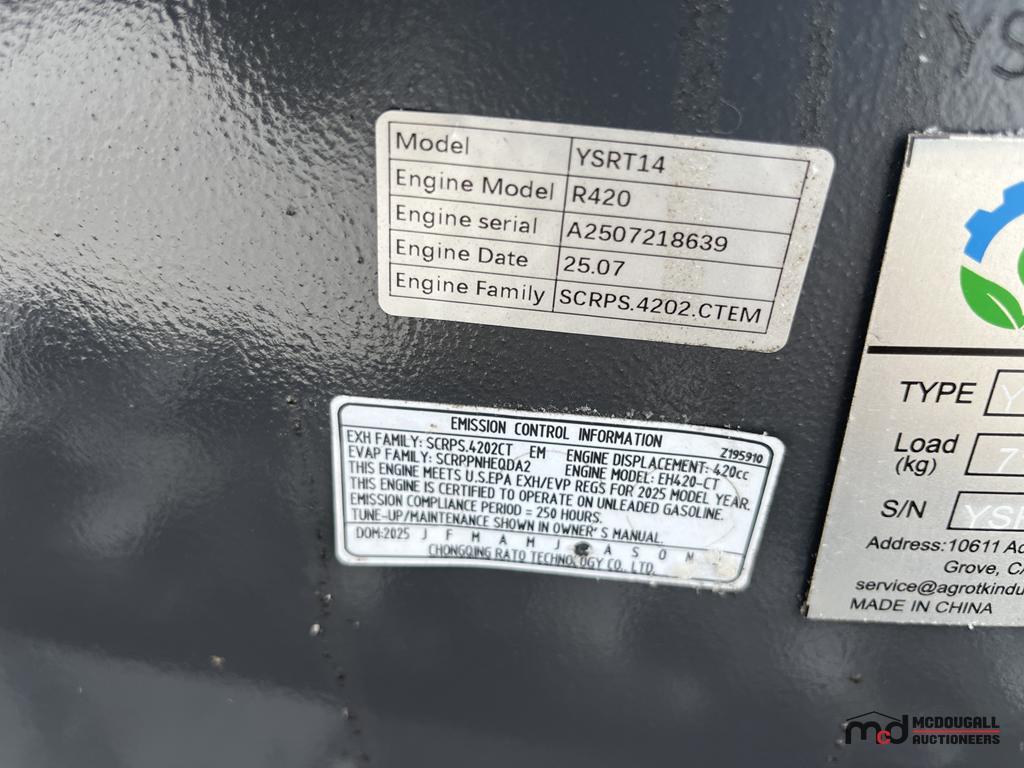 YS
Model YSRT14
Engine Model R420
Engine serial A2507218639
Engine Date 25.07
Engine Family SCRPS.4202.CTEM
EMISSION CONTROL INFORMATION Z195910
EXH FAMILY: SCRPS.4202CT EM ENGINE DISPLACEMENT: 420cc
EVAP FAMILY: SCRPPNHEQDA2 ENGINE MODEL: EH420-CT
THIS ENGINE MEETS U.S.EPA EXH/EVP REGS FOR 2025 MODEL YEAR.
THIS ENGINE IS CERTIFIED TO OPERATE ON UNLEADED GASOLINE.
EMISSION COMPLIANCE PERIOD = 250 HOURS.
TUNE-UP/MAINTENANCE SHOWN IN OWNER'S MANUAL.
DOM:2025 J F M A M J A S O N
CHONGQING RATO TECHNOLOGY CO., LTD.
TYPE Y
Load 7
(kg)
S/N YSR
Address:10611
Grove,
service@agrotkindu
MADE IN CHINA
mcd MCDOUGALL
AUCTIONEERS